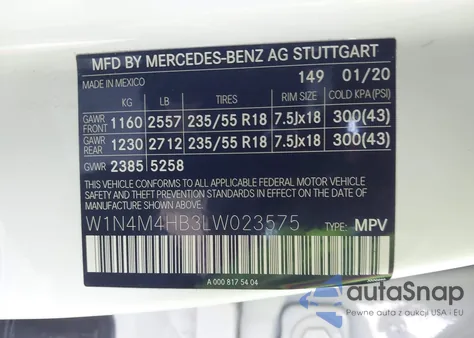 MFD BY MERCEDES-BENZ AG STUTTGART
MADE IN MEXICO 149 01/20
KG LB TIRES RIM SIZE COLD KPA(PSI)
GAWR FRONT 1160 2557 235/55 R18 7.5Jx18 300(43)
GAWR REAR 1230 2712 235/55 R18 7.5Jx18 300(43)
GVWR 2385 5258
THIS VEHICLE CONFORMS TO ALL APPLICABLE FEDERAL MOTOR VEHICLE
SAFETY AND THEFT PREVENTION STANDARDS IN EFFECT ON THE DATE OF
MANUFACTURE SHOWN ABOVE.
W1N4M4HB3LW023575 TYPE: MPV
A 000 817 54 04
autoSnap
Pewne auta z aukcji USA - EU